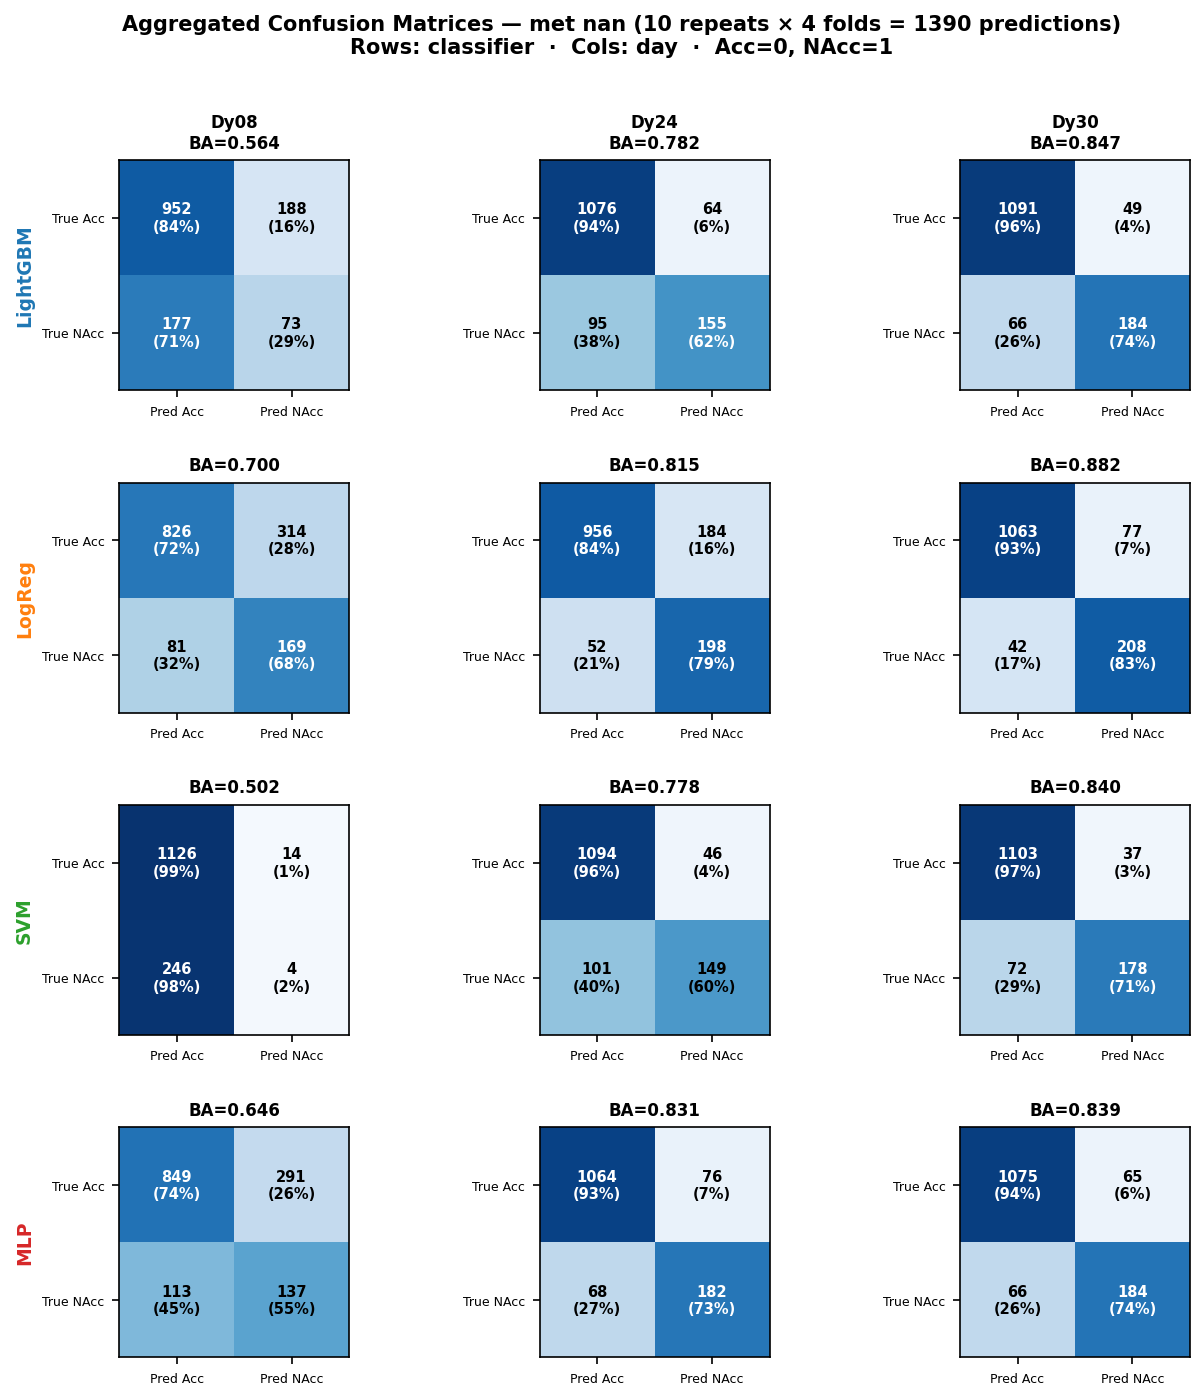 Aggregated Confusion Matrices — met nan (10 repeats × 4 folds = 1390 predictions)
Rows: classifier · Cols: day · Acc=0, NAcc=1
Dy08
BA=0.564
Dy24
BA=0.782
Dy30
BA=0.847
LightGBM
True Acc
952
(84%)
188
(16%)
True NAcc
177
(71%)
73
(29%)
Pred Acc
Pred NAcc
True Acc
1076
(94%)
64
(6%)
True NAcc
95
(38%)
155
(62%)
Pred Acc
Pred NAcc
True Acc
1091
(96%)
49
(4%)
True NAcc
66
(26%)
184
(74%)
Pred Acc
Pred NAcc
LogReg
BA=0.700
True Acc
826
(72%)
314
(28%)
True NAcc
81
(32%)
169
(68%)
Pred Acc
Pred NAcc
BA=0.815
True Acc
956
(84%)
184
(16%)
True NAcc
52
(21%)
198
(79%)
Pred Acc
Pred NAcc
BA=0.882
True Acc
1063
(93%)
77
(7%)
True NAcc
42
(17%)
208
(83%)
Pred Acc
Pred NAcc
SVM
BA=0.502
True Acc
1126
(99%)
14
(1%)
True NAcc
246
(98%)
4
(2%)
Pred Acc
Pred NAcc
BA=0.778
True Acc
1094
(96%)
46
(4%)
True NAcc
101
(40%)
149
(60%)
Pred Acc
Pred NAcc
BA=0.840
True Acc
1103
(97%)
37
(3%)
True NAcc
72
(29%)
178
(71%)
Pred Acc
Pred NAcc
MLP
BA=0.646
True Acc
849
(74%)
291
(26%)
True NAcc
113
(45%)
137
(55%)
Pred Acc
Pred NAcc
BA=0.831
True Acc
1064
(93%)
76
(7%)
True NAcc
68
(27%)
182
(73%)
Pred Acc
Pred NAcc
BA=0.839
True Acc
1075
(94%)
65
(6%)
True NAcc
66
(26%)
184
(74%)
Pred Acc
Pred NAcc